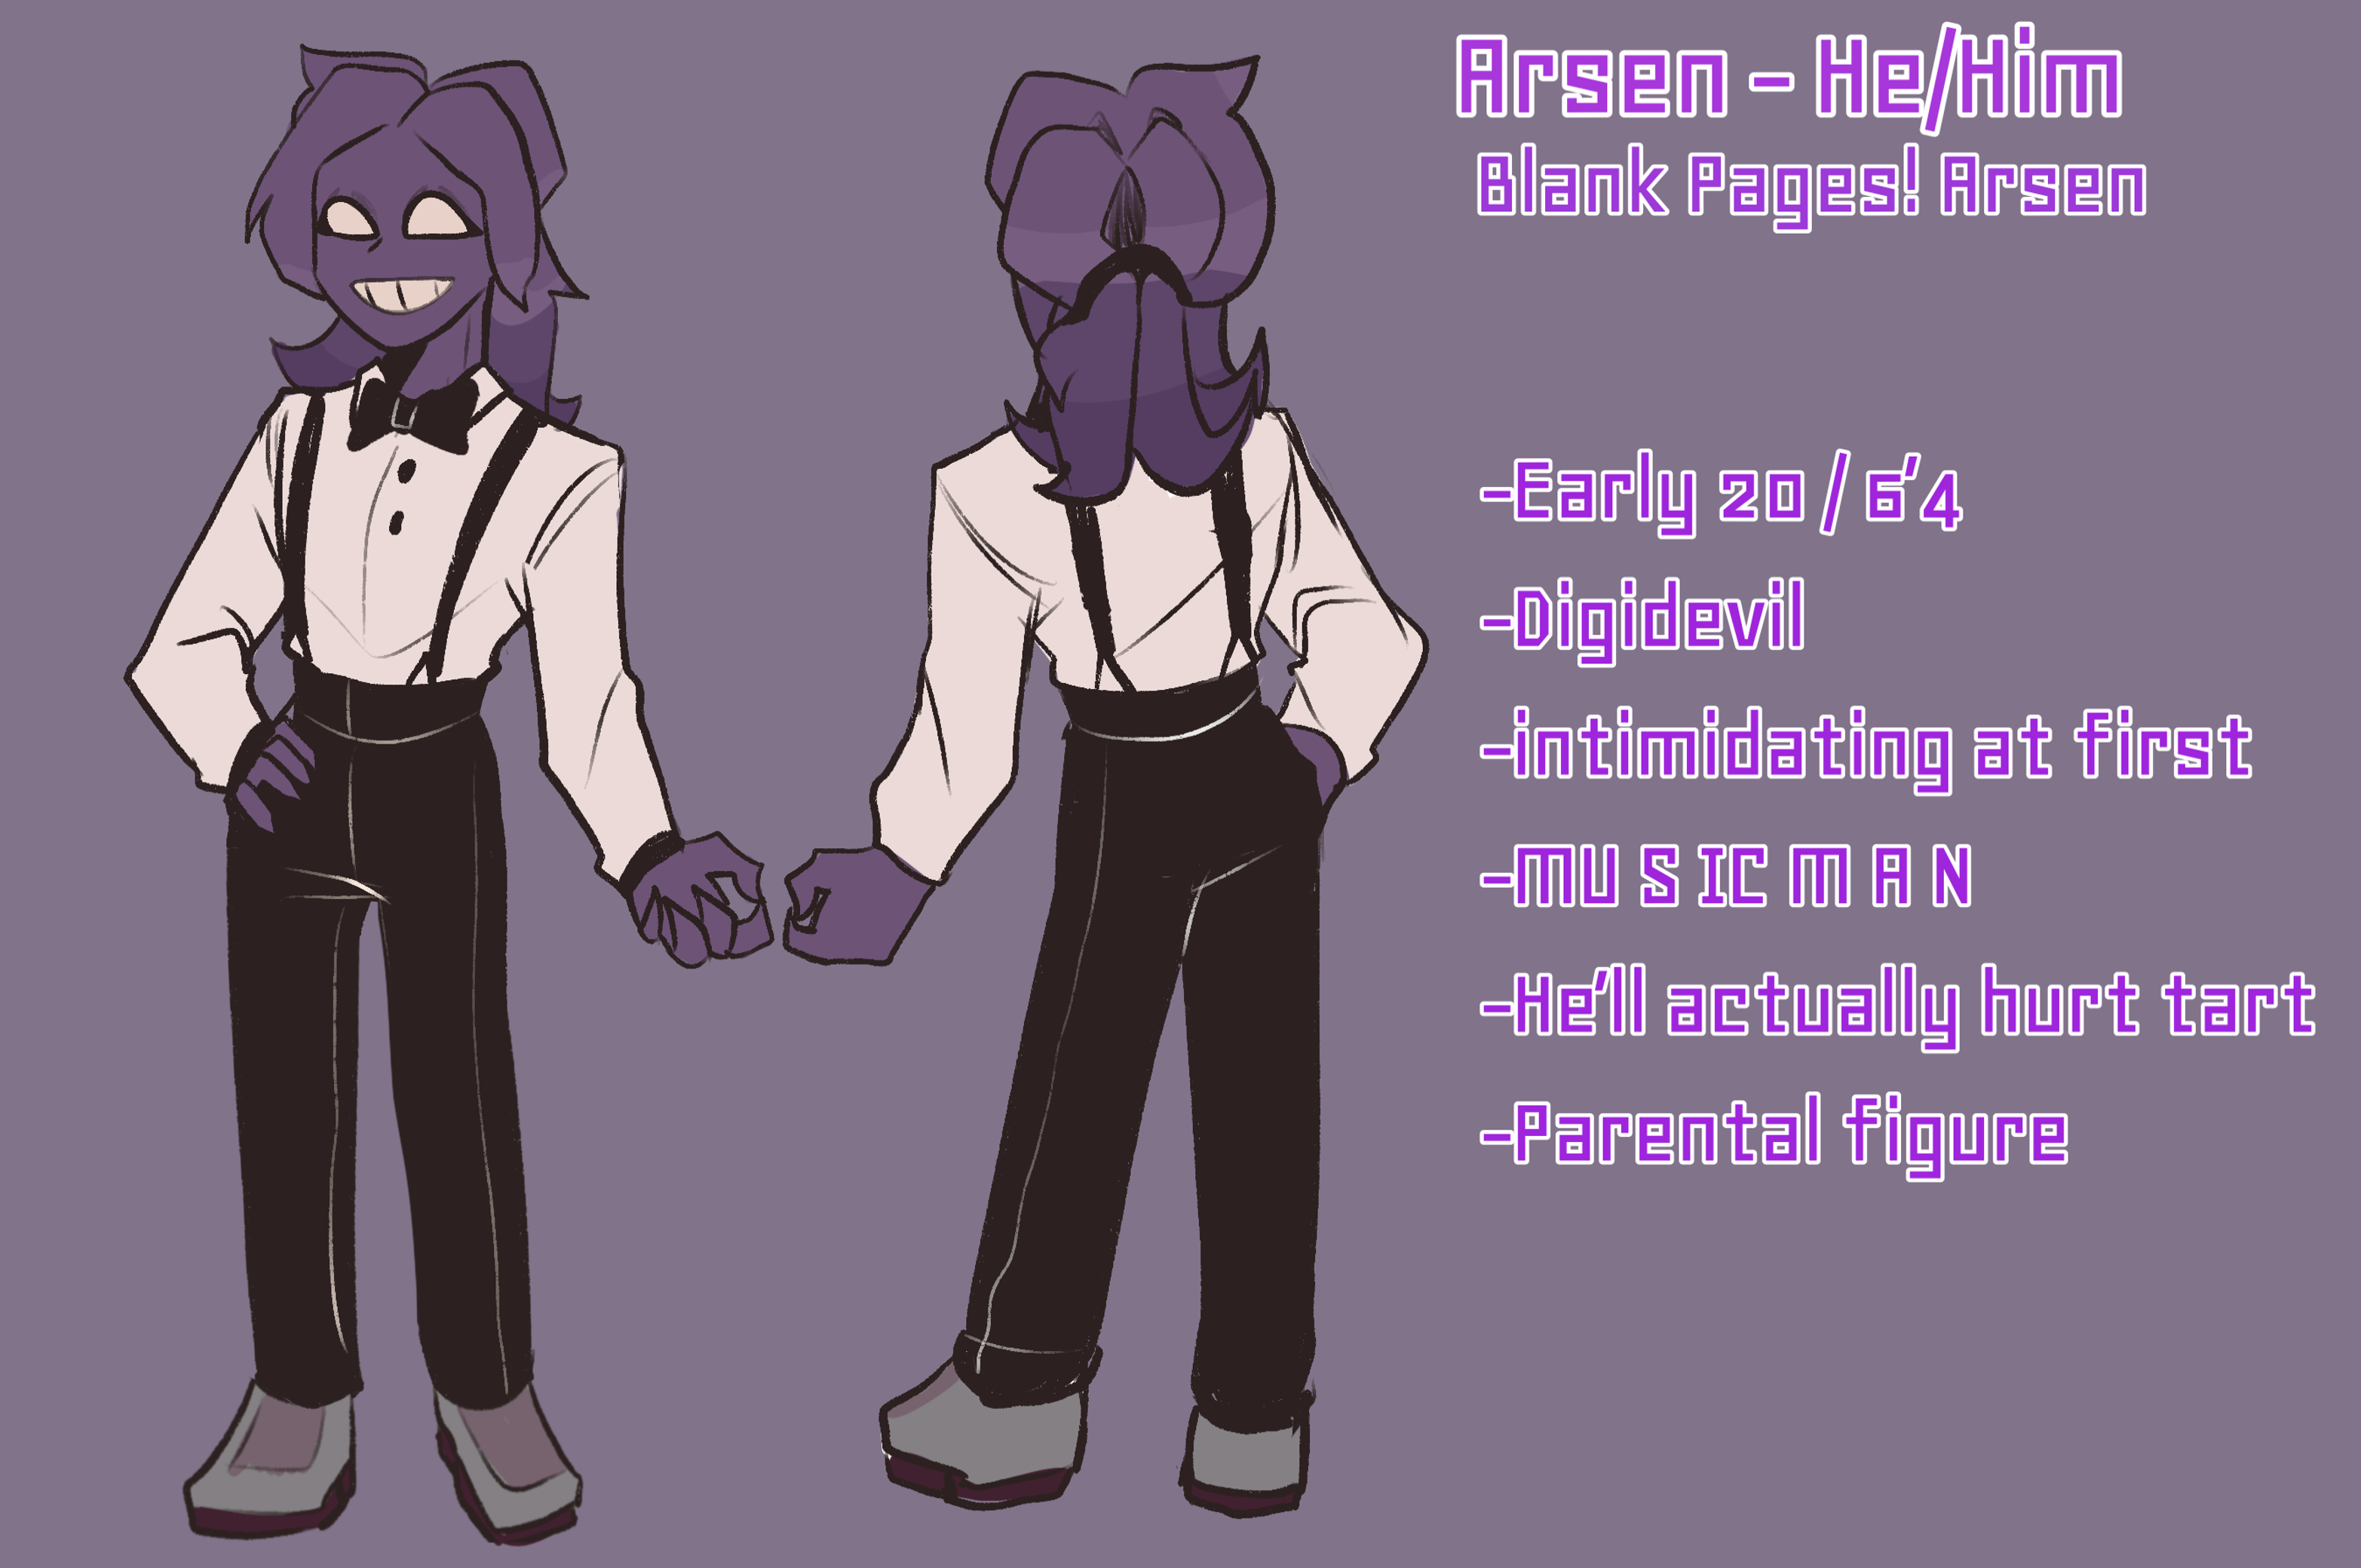 Arsen - He/Him
Blank Pages! Arsen
-Early 20 / 6'4
-Digidevil
-intimidating at first
-MU S IC M A N
-He'll actually hurt tart
-Parental figure